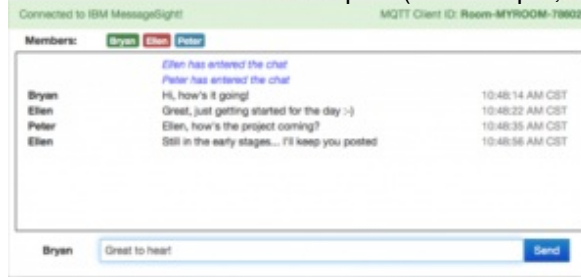 Connected to IBM MessageSight! MQTT Client ID: Room-MYROOM-78602
Members: Bryan Ellen Peter
Ellen has entered the chat
Peter has entered the chat
Bryan Hi, how's it going! 10:48:14 AM CST
Ellen Great, just getting started for the day :-) 10:48:22 AM CST
Peter Ellen, how's the project coming? 10:48:35 AM CST
Ellen Still in the early stages... I'll keep you posted 10:48:56 AM CST
Bryan Great to hear! Send